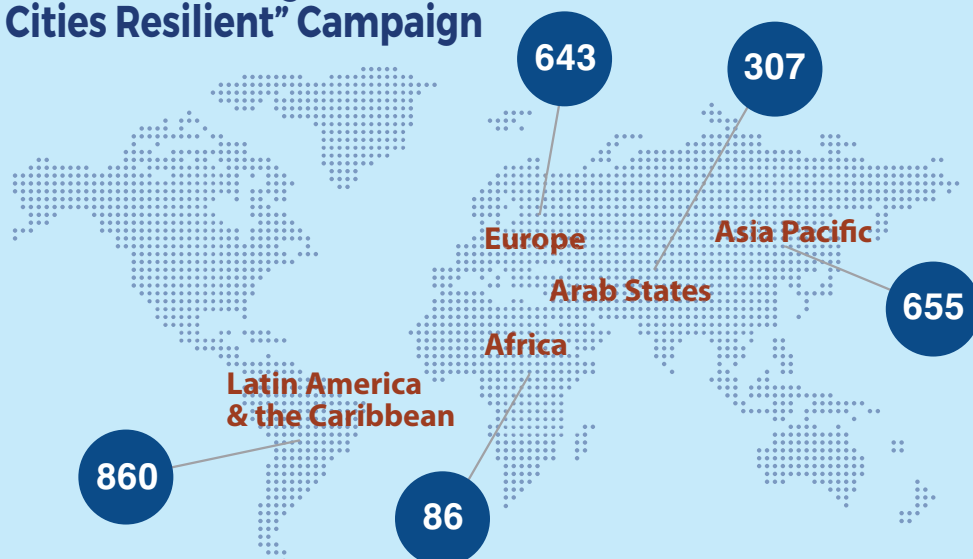 Cities Resilient” Campaign
643
307
Europe
Asia Pacific
Arab States
655
Africa
Latin America
& the Caribbean
860
86